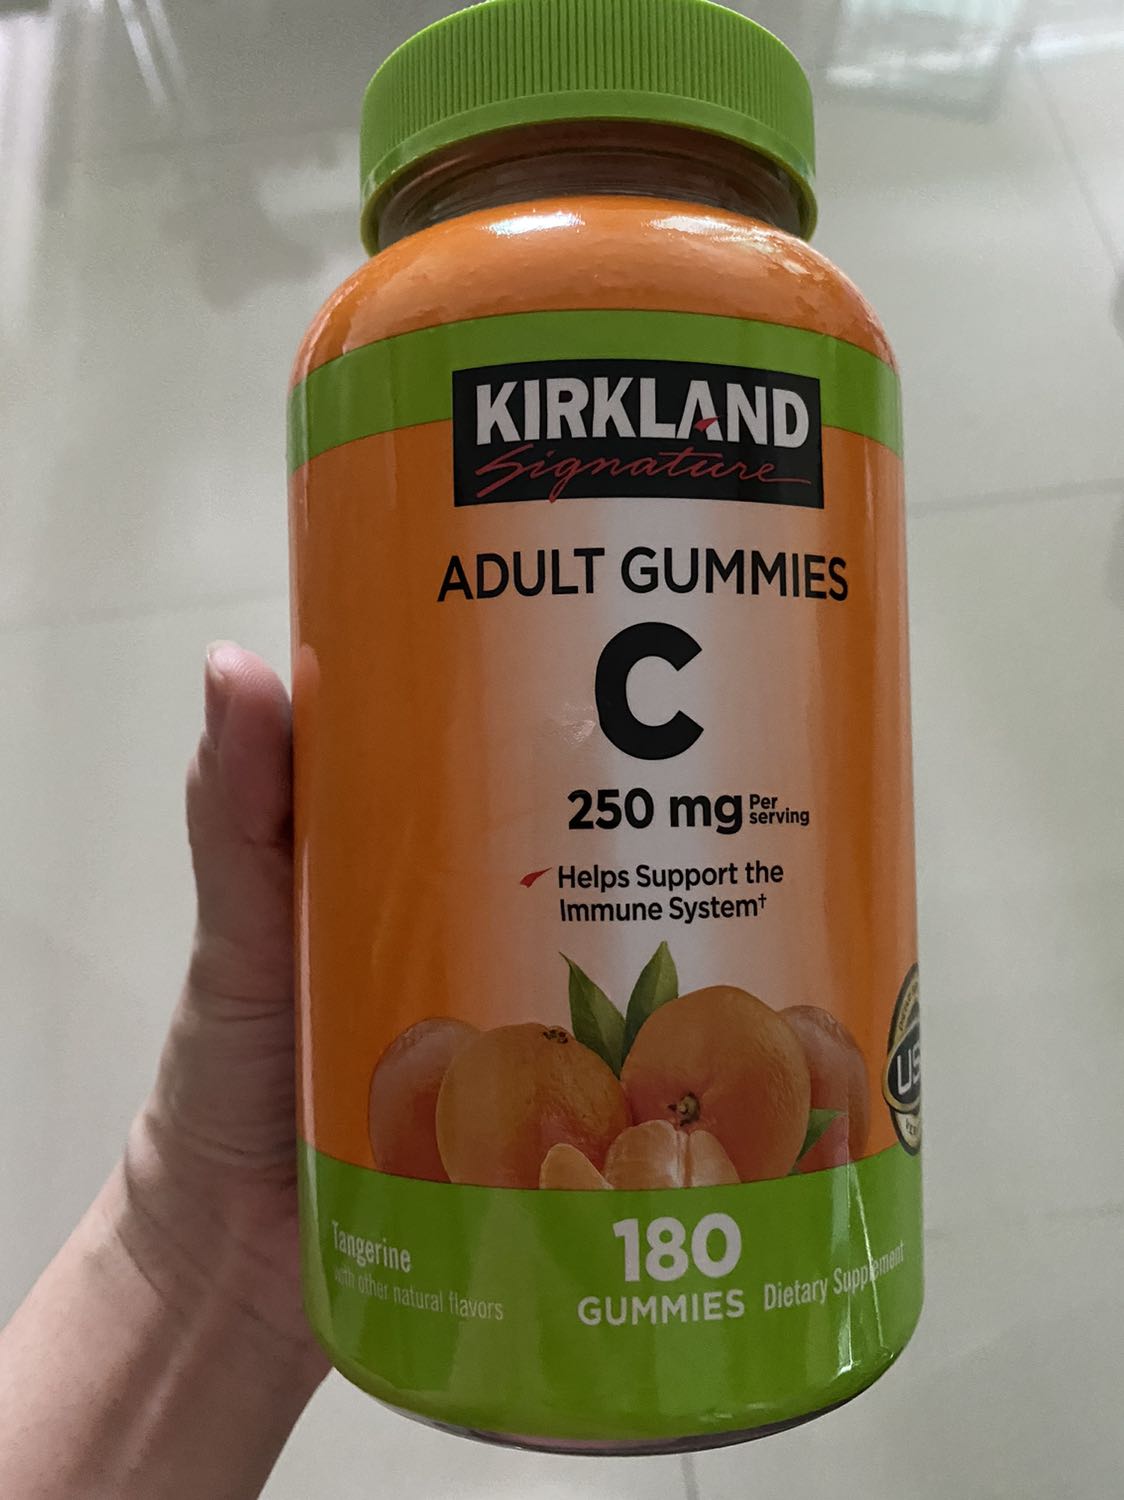 KIRKLAND
Signature
ADULT GUMMIES
C
250 mg Per serving
Helps Support the
Immune System†
US
Tangerine
with other natural flavors
180
GUMMIES
Dietary Supplement